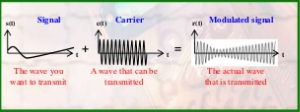 Signal Carrier Modulated signal
s(t) c(t) s(t)
+ =
t t t
The wave you A wave that can be The actual wave
want to transmit transmitted that is transmitted